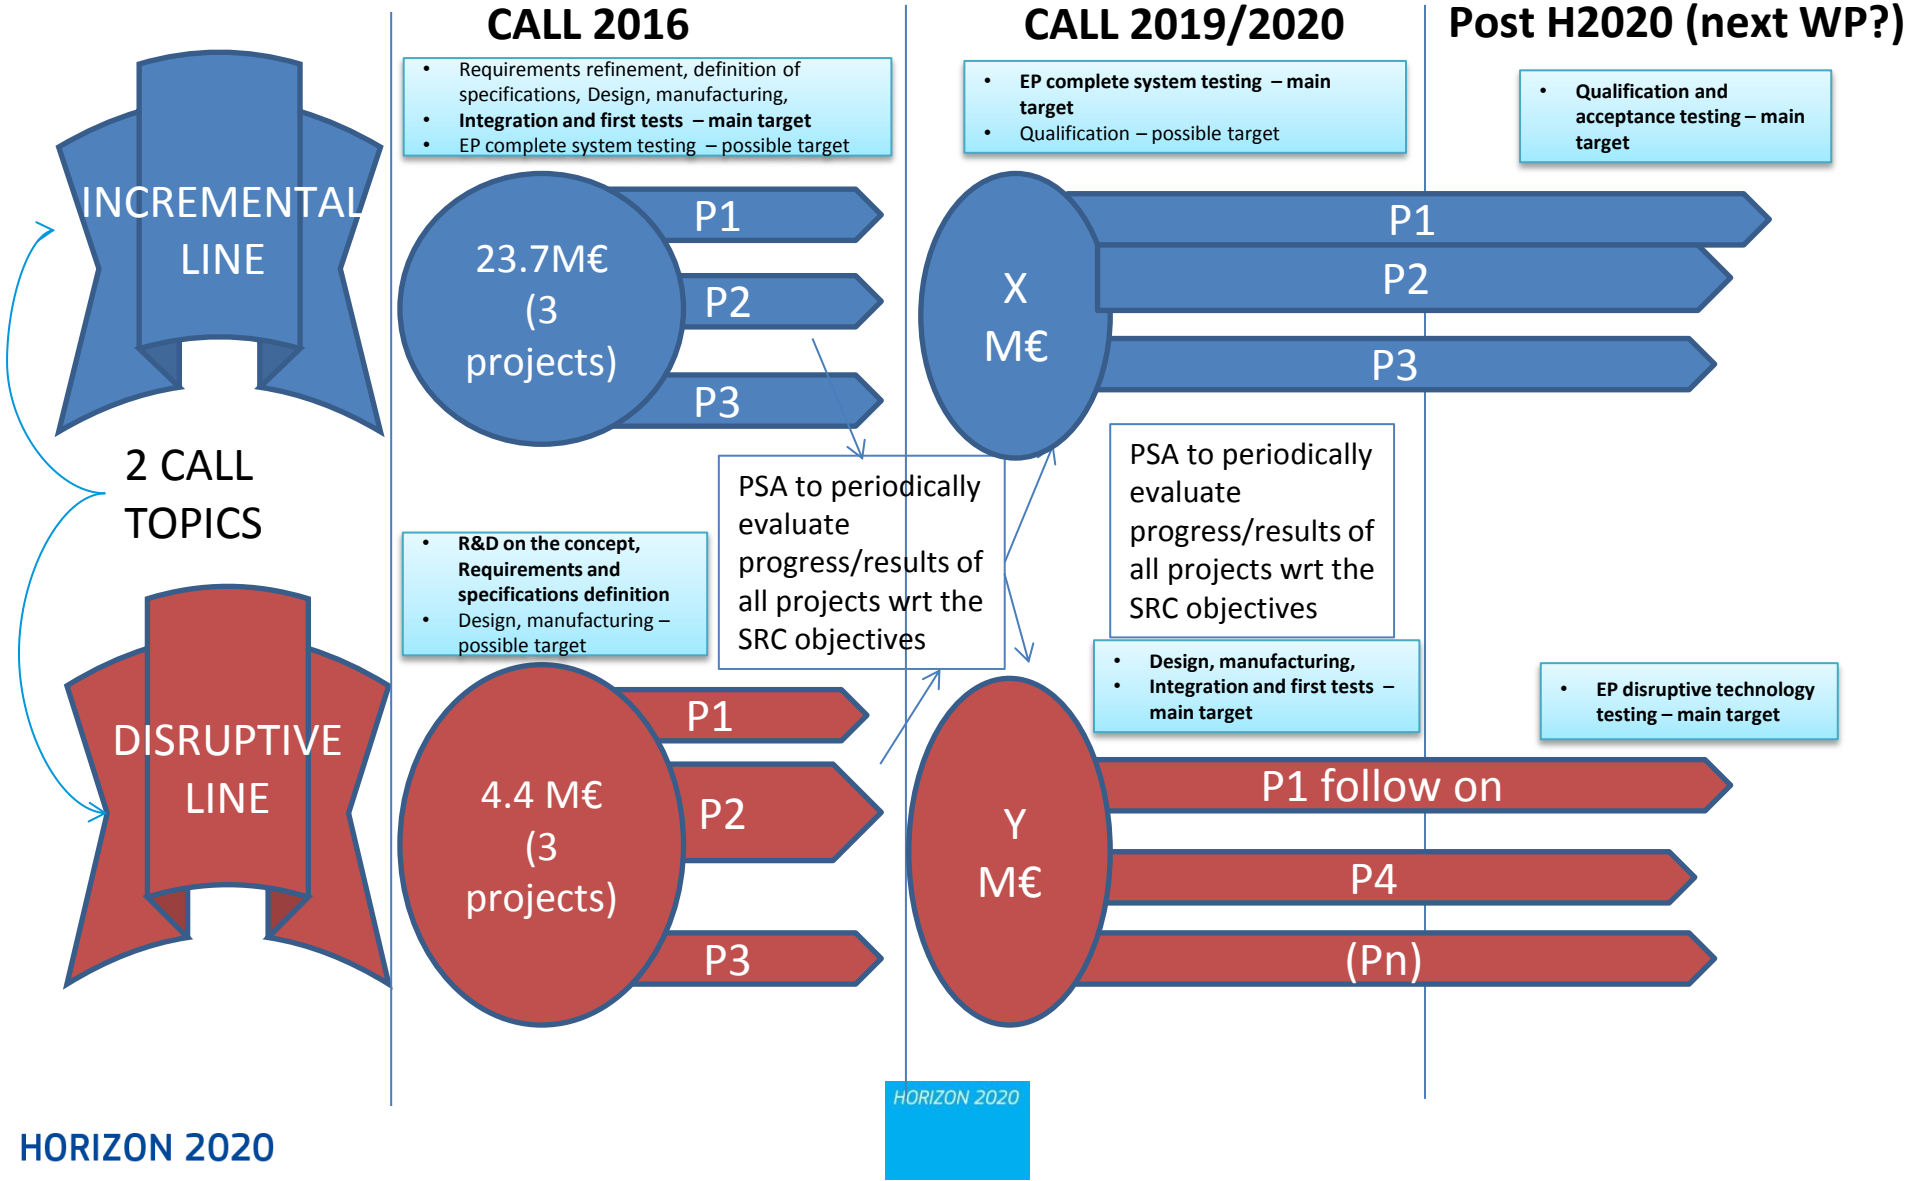 CALL 2016
CALL 2019/2020
Post H2020 (next WP?)
• Requirements refinement, definition of
specifications, Design, manufacturing,
• Integration and first tests – main target
• EP complete system testing – possible target
• EP complete system testing – main
target
• Qualification – possible target
• Qualification and
acceptance testing – main
target
INCREMENTAL
LINE
23.7M€
(3
projects)
P1
P2
P3
X
M€
P1
P2
P3
2 CALL
TOPICS
PSA to periodically
evaluate
progress/results of
all projects wrt the
SRC objectives
PSA to periodically
evaluate
progress/results of
all projects wrt the
SRC objectives
• R&D on the concept,
Requirements and
specifications definition
• Design, manufacturing –
possible target
• Design, manufacturing,
• Integration and first tests –
main target
• EP disruptive technology
testing – main target
DISRUPTIVE
LINE
4.4 M€
(3
projects)
P1
P2
P3
Y
M€
P1 follow on
P4
(Pn)
HORIZON 2020
HORIZON 2020